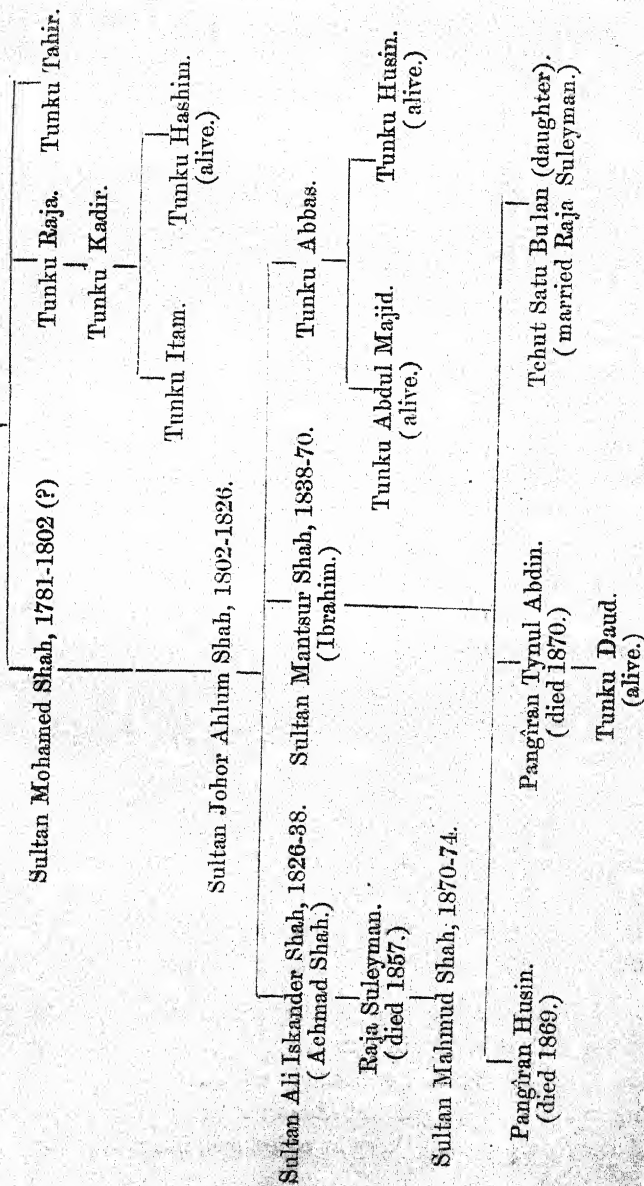 Sultan Mohamed Shah, 1781-1802 (?)
Tunku Raja.
Tunku Tahir.
Tunku Kadir.
Tunku Itam.
Tunku Hashim.
(alive.)
Sultan Johor Ahlum Shah, 1802-1826.
Sultan Ali Iskander Shah, 1826-38.
(Achmad Shah.)
Sultan Mantsur Shah, 1838-70.
(Ibrahim.)
Tunku Abbas.
Raja Suleyman.
(died 1857.)
Tunku Abdul Majid.
(alive.)
Tunku Husin.
(alive.)
Sultan Mahmud Shah, 1870-74.
Pangîran Husin.
(died 1869.)
Pangîran Tynul Abdin.
(died 1870.)
Tchut Satu Bulan (daughter).
(married Raja Suleyman.)
Tunku Daud.
(alive.)